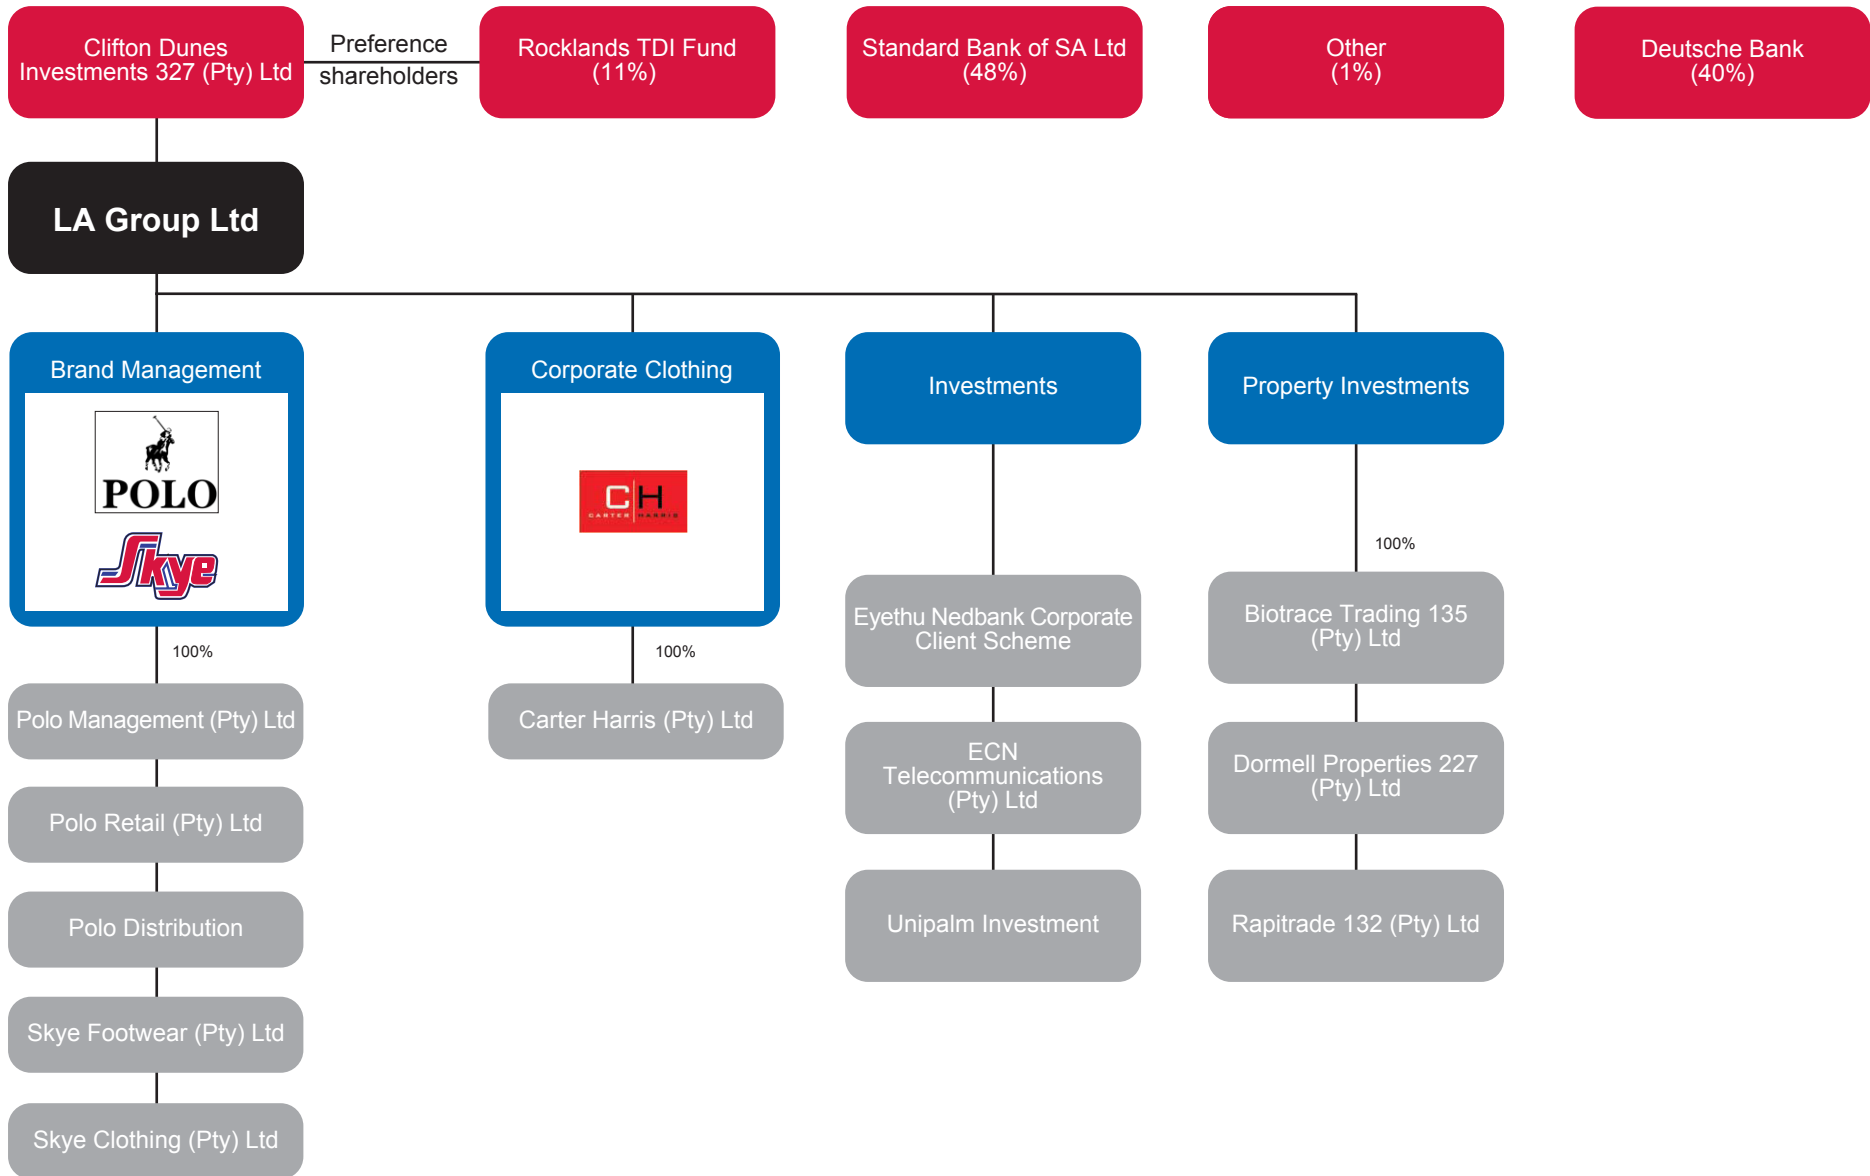 Clifton Dunes
Investments 327 (Pty) Ltd
Preference
shareholders
Rocklands TDI Fund
(11%)
Standard Bank of SA Ltd
(48%)
Other
(1%)
Deutsche Bank
(40%)
LA Group Ltd
Brand Management
POLO
Skye
Corporate Clothing
C H
CARTER HARRIS
Investments
Property Investments
100%
100%
100%
Polo Management (Pty) Ltd
Polo Retail (Pty) Ltd
Polo Distribution
Skye Footwear (Pty) Ltd
Skye Clothing (Pty) Ltd
Carter Harris (Pty) Ltd
Eyethu Nedbank Corporate
Client Scheme
ECN
Telecommunications
(Pty) Ltd
Unipalm Investment
Biotrace Trading 135
(Pty) Ltd
Dormell Properties 227
(Pty) Ltd
Rapitrade 132 (Pty) Ltd